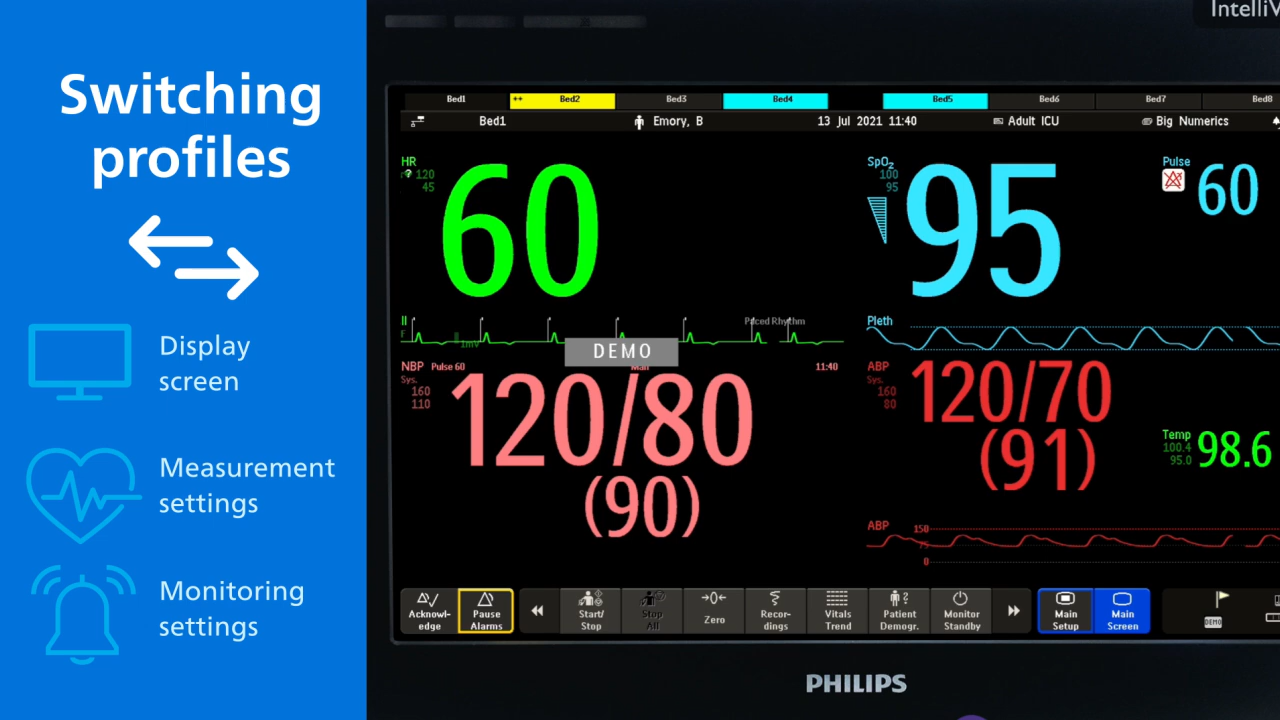 Switching
profiles
Display
screen
Measurement
settings
Monitoring
settings
IntelliV
Bed1 ++ Bed2 Bed3 Bed4 Bed5 Bed6 Bed7 Bed8
Bed1 Emory, B 13 Jul 2021 11:40 Adult ICU Big Numerics
HR
? 120
45
60
SpO₂
100
95
95
Pulse
60
II
F
1mV
Paced Rhythm
Pleth
DEMO
NBP Pulse 60 Man 11:40
Sys.
160
110
120/80
(90)
ABP
Sys.
160
80
120/70
(91)
Temp
100.4
95.0
98.6
ABP 150
75
0
Acknowl-
edge
Pause
Alarms
Start/
Stop
Stop
All
→0←
Zero
Recor-
dings
Vitals
Trend
Patient
Demogr.
Monitor
Standby
Main
Setup
Main
Screen
DEMO
PHILIPS